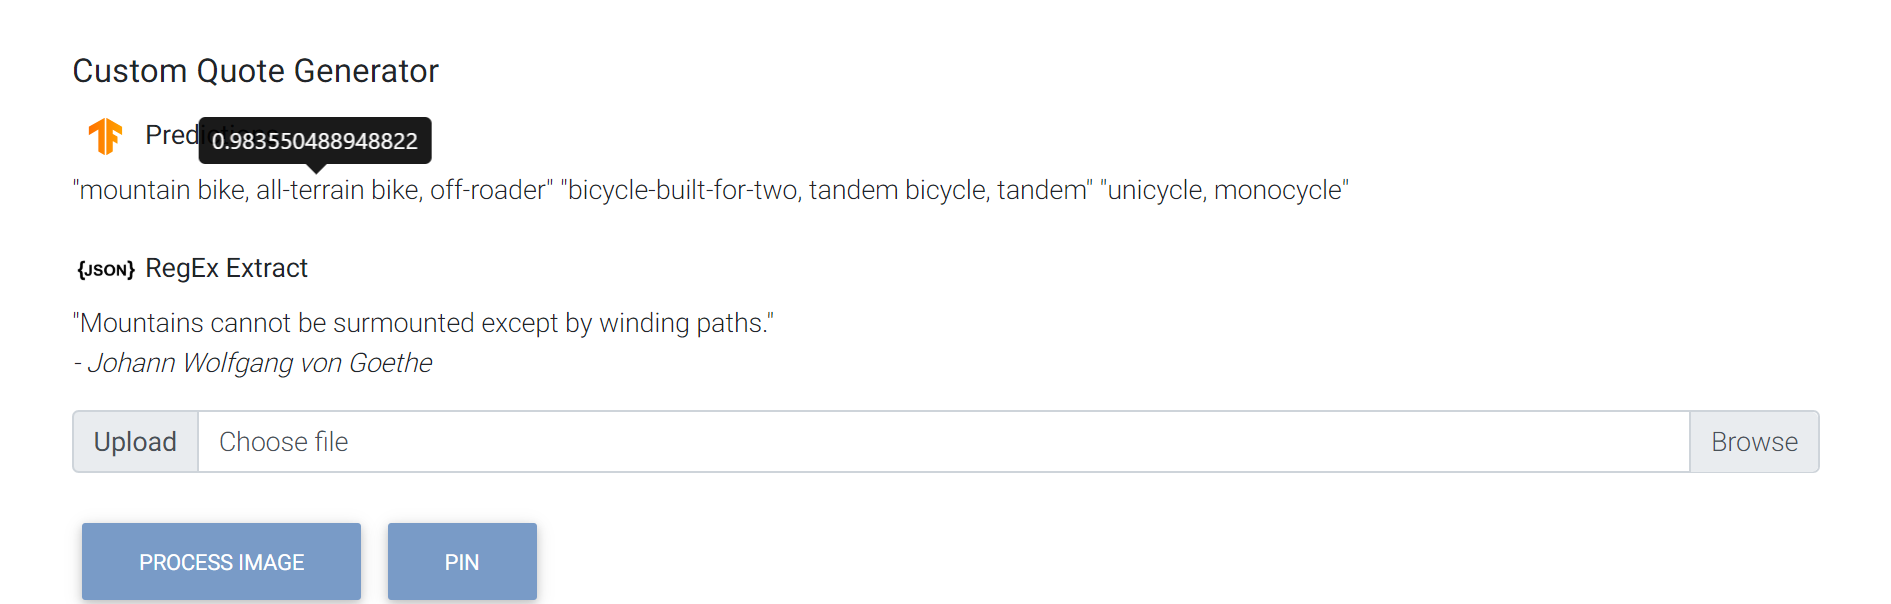 Custom Quote Generator
Predictions
0.983550488948822
"mountain bike, all-terrain bike, off-roader" "bicycle-built-for-two, tandem bicycle, tandem" "unicycle, monocycle"
{JSON} RegEx Extract
"Mountains cannot be surmounted except by winding paths."
- Johann Wolfgang von Goethe
Upload Choose file Browse
PROCESS IMAGE PIN